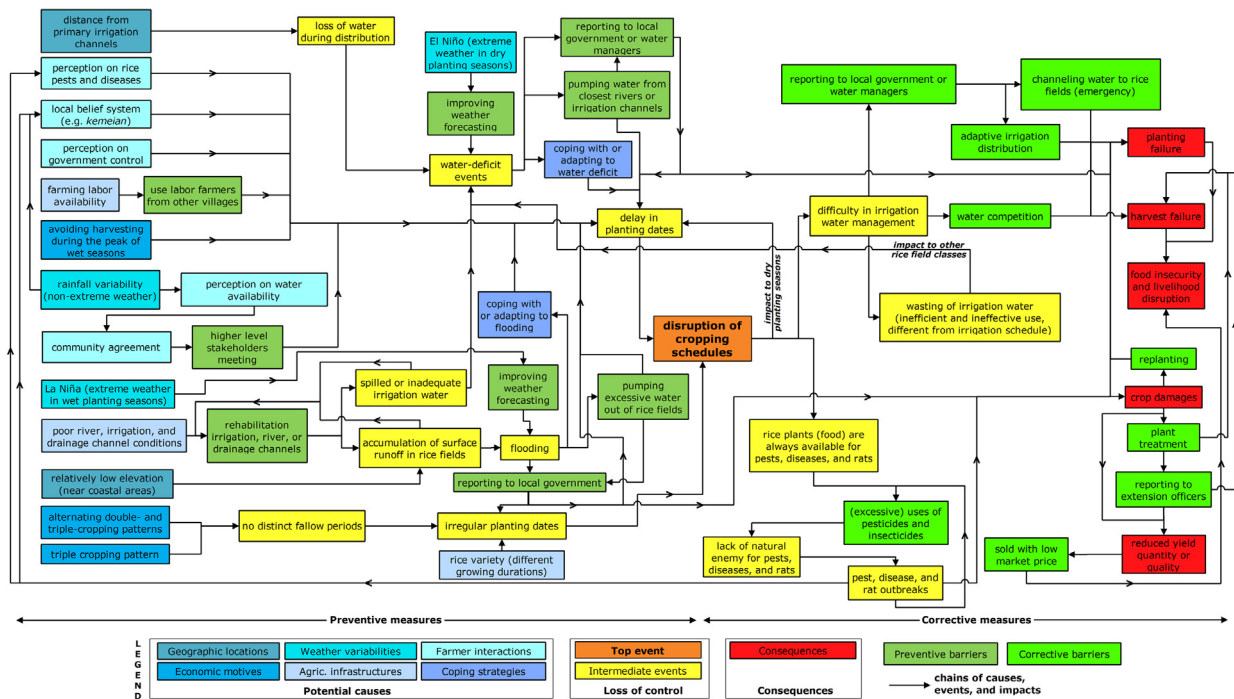 distance from
primary irrigation
channels
loss of water
during distribution
perception on rice
pests and diseases
local belief system
(e.g. kemeian)
perception on
government control
farming labor
availability
use labor farmers
from other villages
avoiding harvesting
during the peak of
wet seasons
rainfall variability
(non-extreme weather)
perception on water
availability
community agreement
higher level
stakeholders
meeting
La Niña (extreme weather
in wet planting seasons)
poor river, irrigation, and
drainage channel conditions
rehabilitation
irrigation, river, or
drainage channels
relatively low elevation
(near coastal areas)
alternating double- and
triple-cropping patterns
triple cropping pattern
no distinct fallow periods
El Niño (extreme
weather in dry
planting seasons)
improving
weather
forecasting
water-deficit
events
reporting to local
government or water
managers
pumping water from
closest rivers or
irrigation channels
coping with or
adapting to
water deficit
delay in
planting dates
coping with
or adapting to
flooding
spilled or inadequate
irrigation water
improving
weather
forecasting
pumping
excessive water
out of rice fields
accumulation of surface
runoff in rice fields
flooding
reporting to local government
irregular planting dates
rice variety (different
growing durations)
disruption of
cropping
schedules
impact to dry
planting seasons
reporting to local government or
water managers
channeling water to rice
fields (emergency)
adaptive irrigation
distribution
planting
failure
difficulty in irrigation
water management
water competition
harvest failure
impact to other
rice field classes
food insecurity
and livelihood
disruption
wasting of irrigation water
(inefficient and ineffective use,
different from irrigation schedule)
replanting
crop damages
plant
treatment
reporting to
extension officers
reduced yield
quantity or
quality
sold with low
market price
rice plants (food) are
always available for
pests, diseases, and rats
(excessive) uses of
pesticides and
insecticides
lack of natural
enemy for pests,
diseases, and rats
pest, disease, and
rat outbreaks
Preventive measures
Corrective measures
LEGEND
Geographic locations
Weather variabilities
Farmer interactions
Economic motives
Agric. infrastructures
Coping strategies
Potential causes
Top event
Intermediate events
Loss of control
Consequences
Consequences
Preventive barriers
Corrective barriers
chains of causes,
events, and impacts